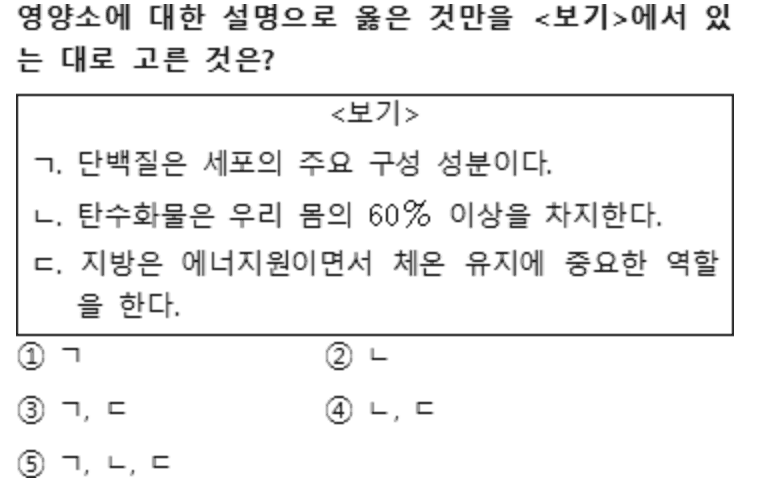 영양소에 대한 설명으로 옳은 것만을 <보기>에서 있
는 대로 고른 것은?
<보기>
ㄱ. 단백질은 세포의 주요 구성 성분이다.
ㄴ. 탄수화물은 우리 몸의 60% 이상을 차지한다.
ㄷ. 지방은 에너지원이면서 체온 유지에 중요한 역할
을 한다.
① ㄱ ② ㄴ
③ ㄱ, ㄷ ④ ㄴ, ㄷ
⑤ ㄱ, ㄴ, ㄷ